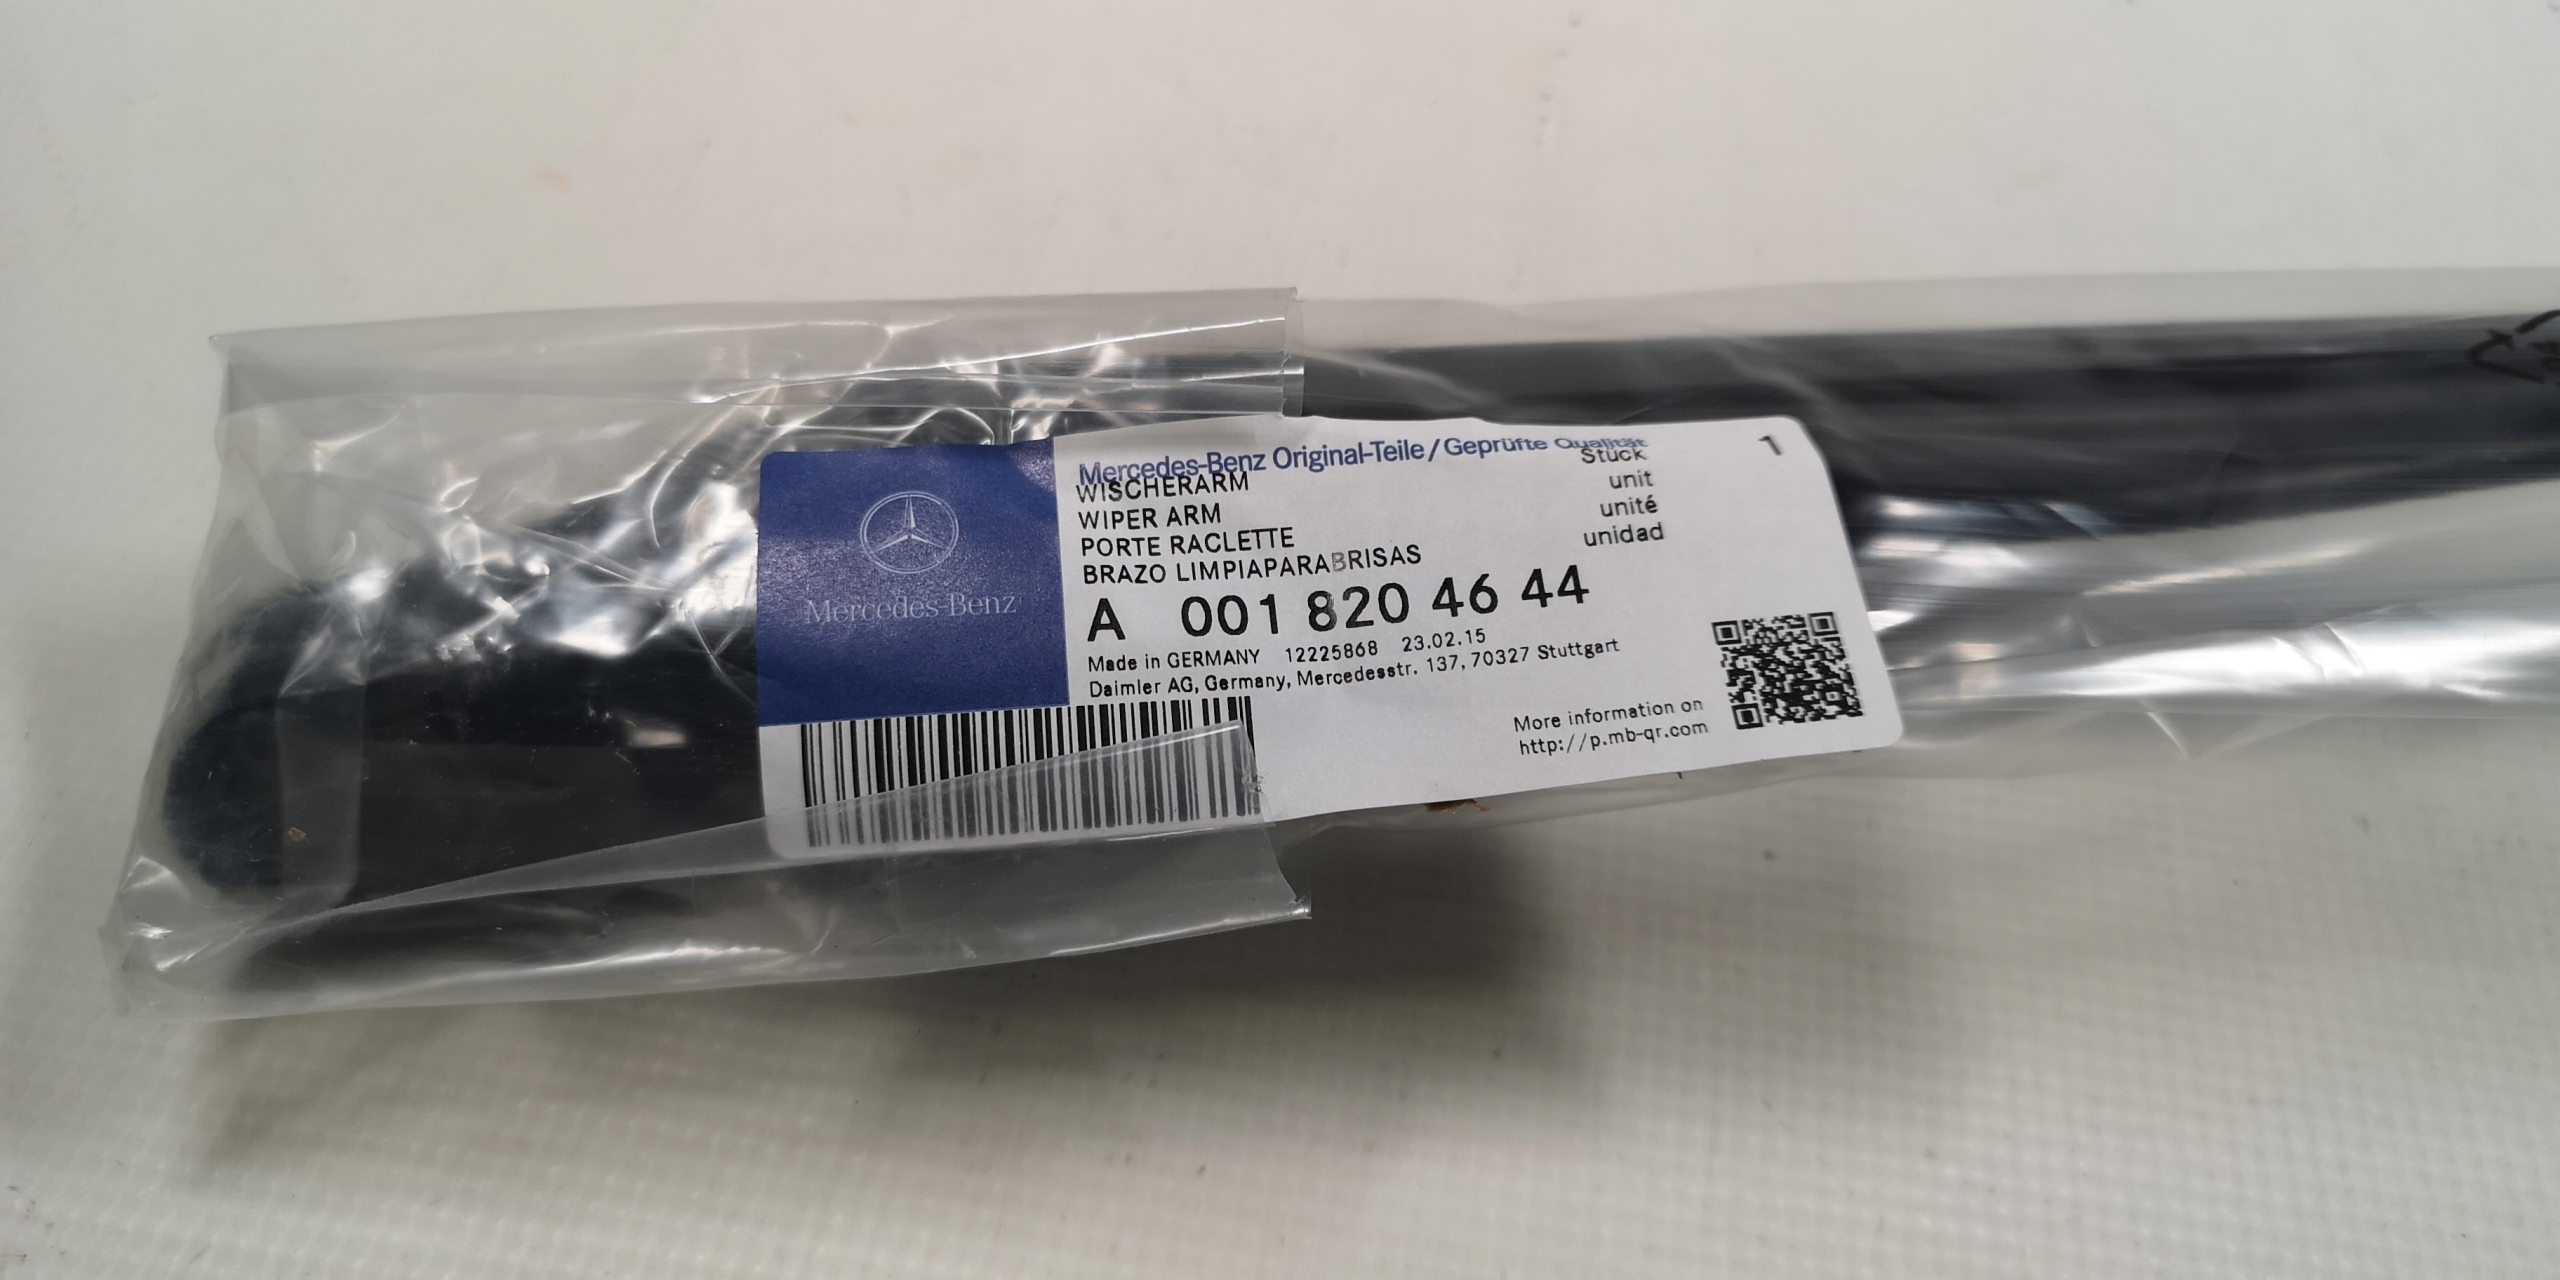 Mercedes-Benz
Mercedes-Benz Original-Teile/Geprüfte Qualität
WISCHERARM Stück 1
WIPER ARM unit
PORTE RACLETTE unité
BRAZO LIMPIAPARABRISAS unidad
A 001 820 46 44
Made in GERMANY 12225868 23.02.15
Daimler AG, Germany, Mercedesstr. 137, 70327 Stuttgart
More information on
http://p.mb-qr.com